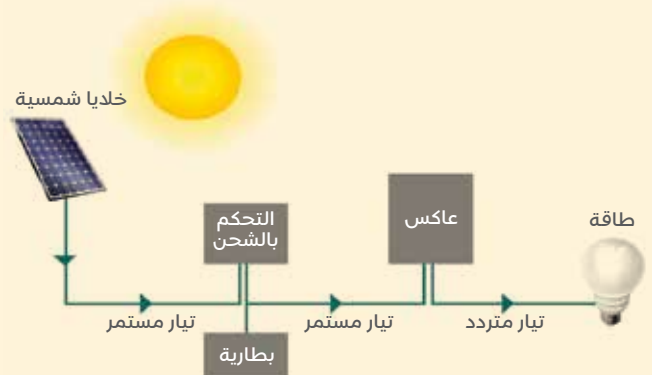 خلايا شمسية
التحكم
بالشحن
عاكس
طاقة
تيار مستمر
تيار مستمر
تيار متردد
بطارية